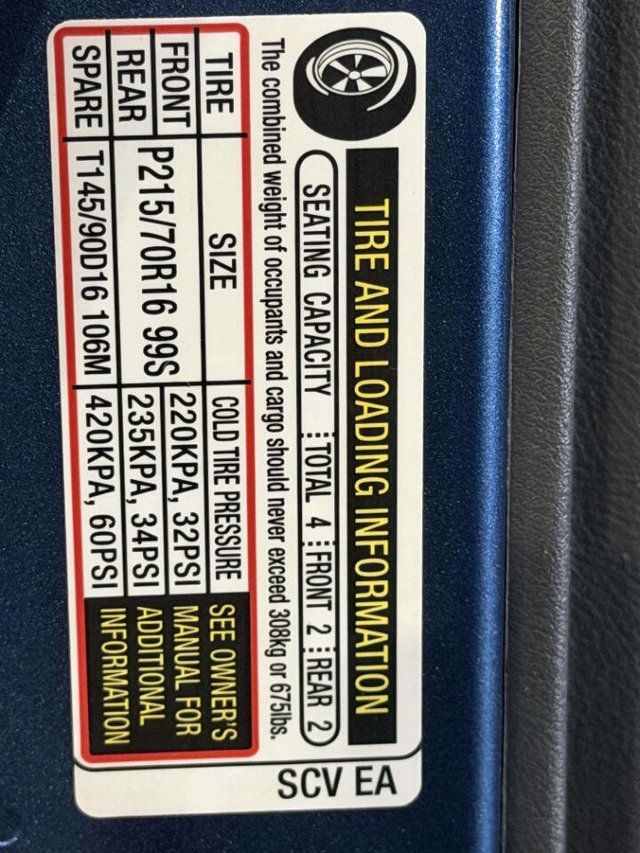 TIRE AND LOADING INFORMATION
SEATING CAPACITY TOTAL 4 FRONT 2 REAR 2
The combined weight of occupants and cargo should never exceed 308kg or 675lbs.
TIRE SIZE COLD TIRE PRESSURE
FRONT P215/70R16 99S 220KPA, 32PSI
REAR 235KPA, 34PSI
SPARE T145/90D16 106M 420KPA, 60PSI
SEE OWNER'S
MANUAL FOR
ADDITIONAL
INFORMATION
SCV EA